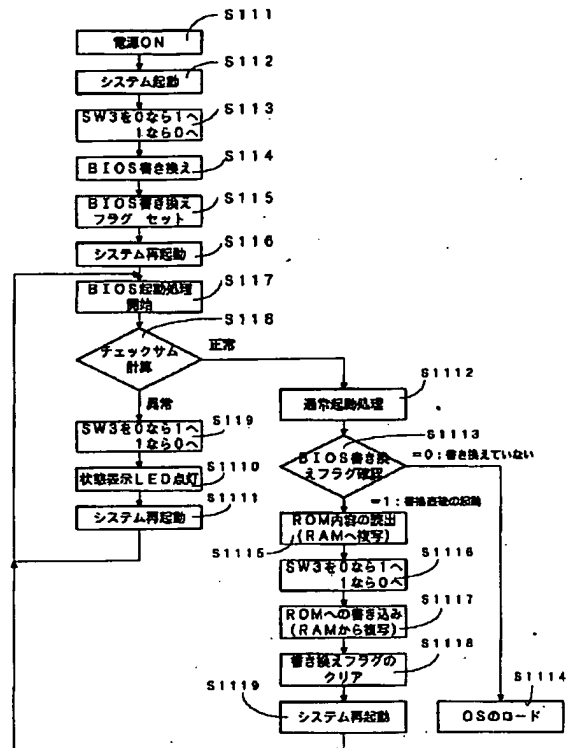 S111
電源ON
S112
システム起動
S113
SW3を0なら1へ
1なら0へ
S114
BIOS書き換え
S115
BIOS書き換え
フラグ セット
S116
システム再起動
S117
BIOS起動処理
開始
S118
チェックサム
計算
正常
異常
S119
SW3を0なら1へ
1なら0へ
S1110
状態表示LED点灯
S1111
システム再起動
S1112
通常起動処理
S1113
BIOS書き換
えフラグ確認
=0:書き換えていない
=1:書換直後の起動
ROM内容の読出
(RAMへ複写)
S1115
S1116
SW3を0なら1へ
1なら0へ
S1117
ROMへの書き込み
(RAMから複写)
S1118
書き換えフラグの
クリア
S1119
システム再起動
S1114
OSのロード